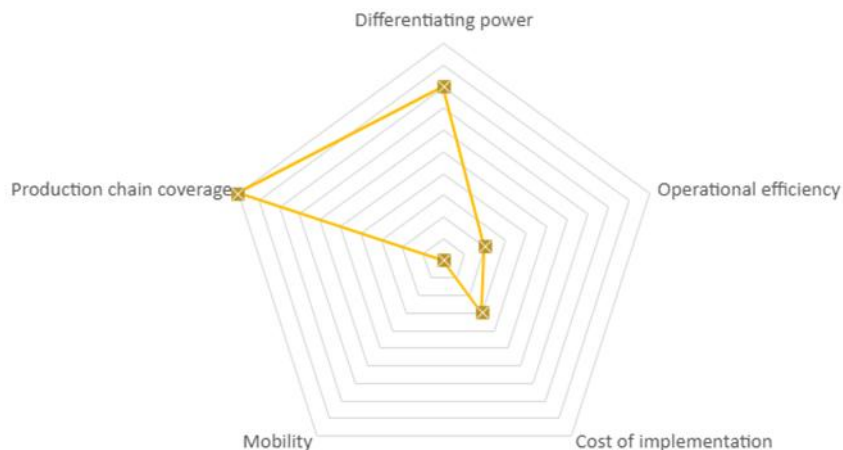 Differentiating power
Production chain coverage
Operational efficiency
Mobility
Cost of implementation